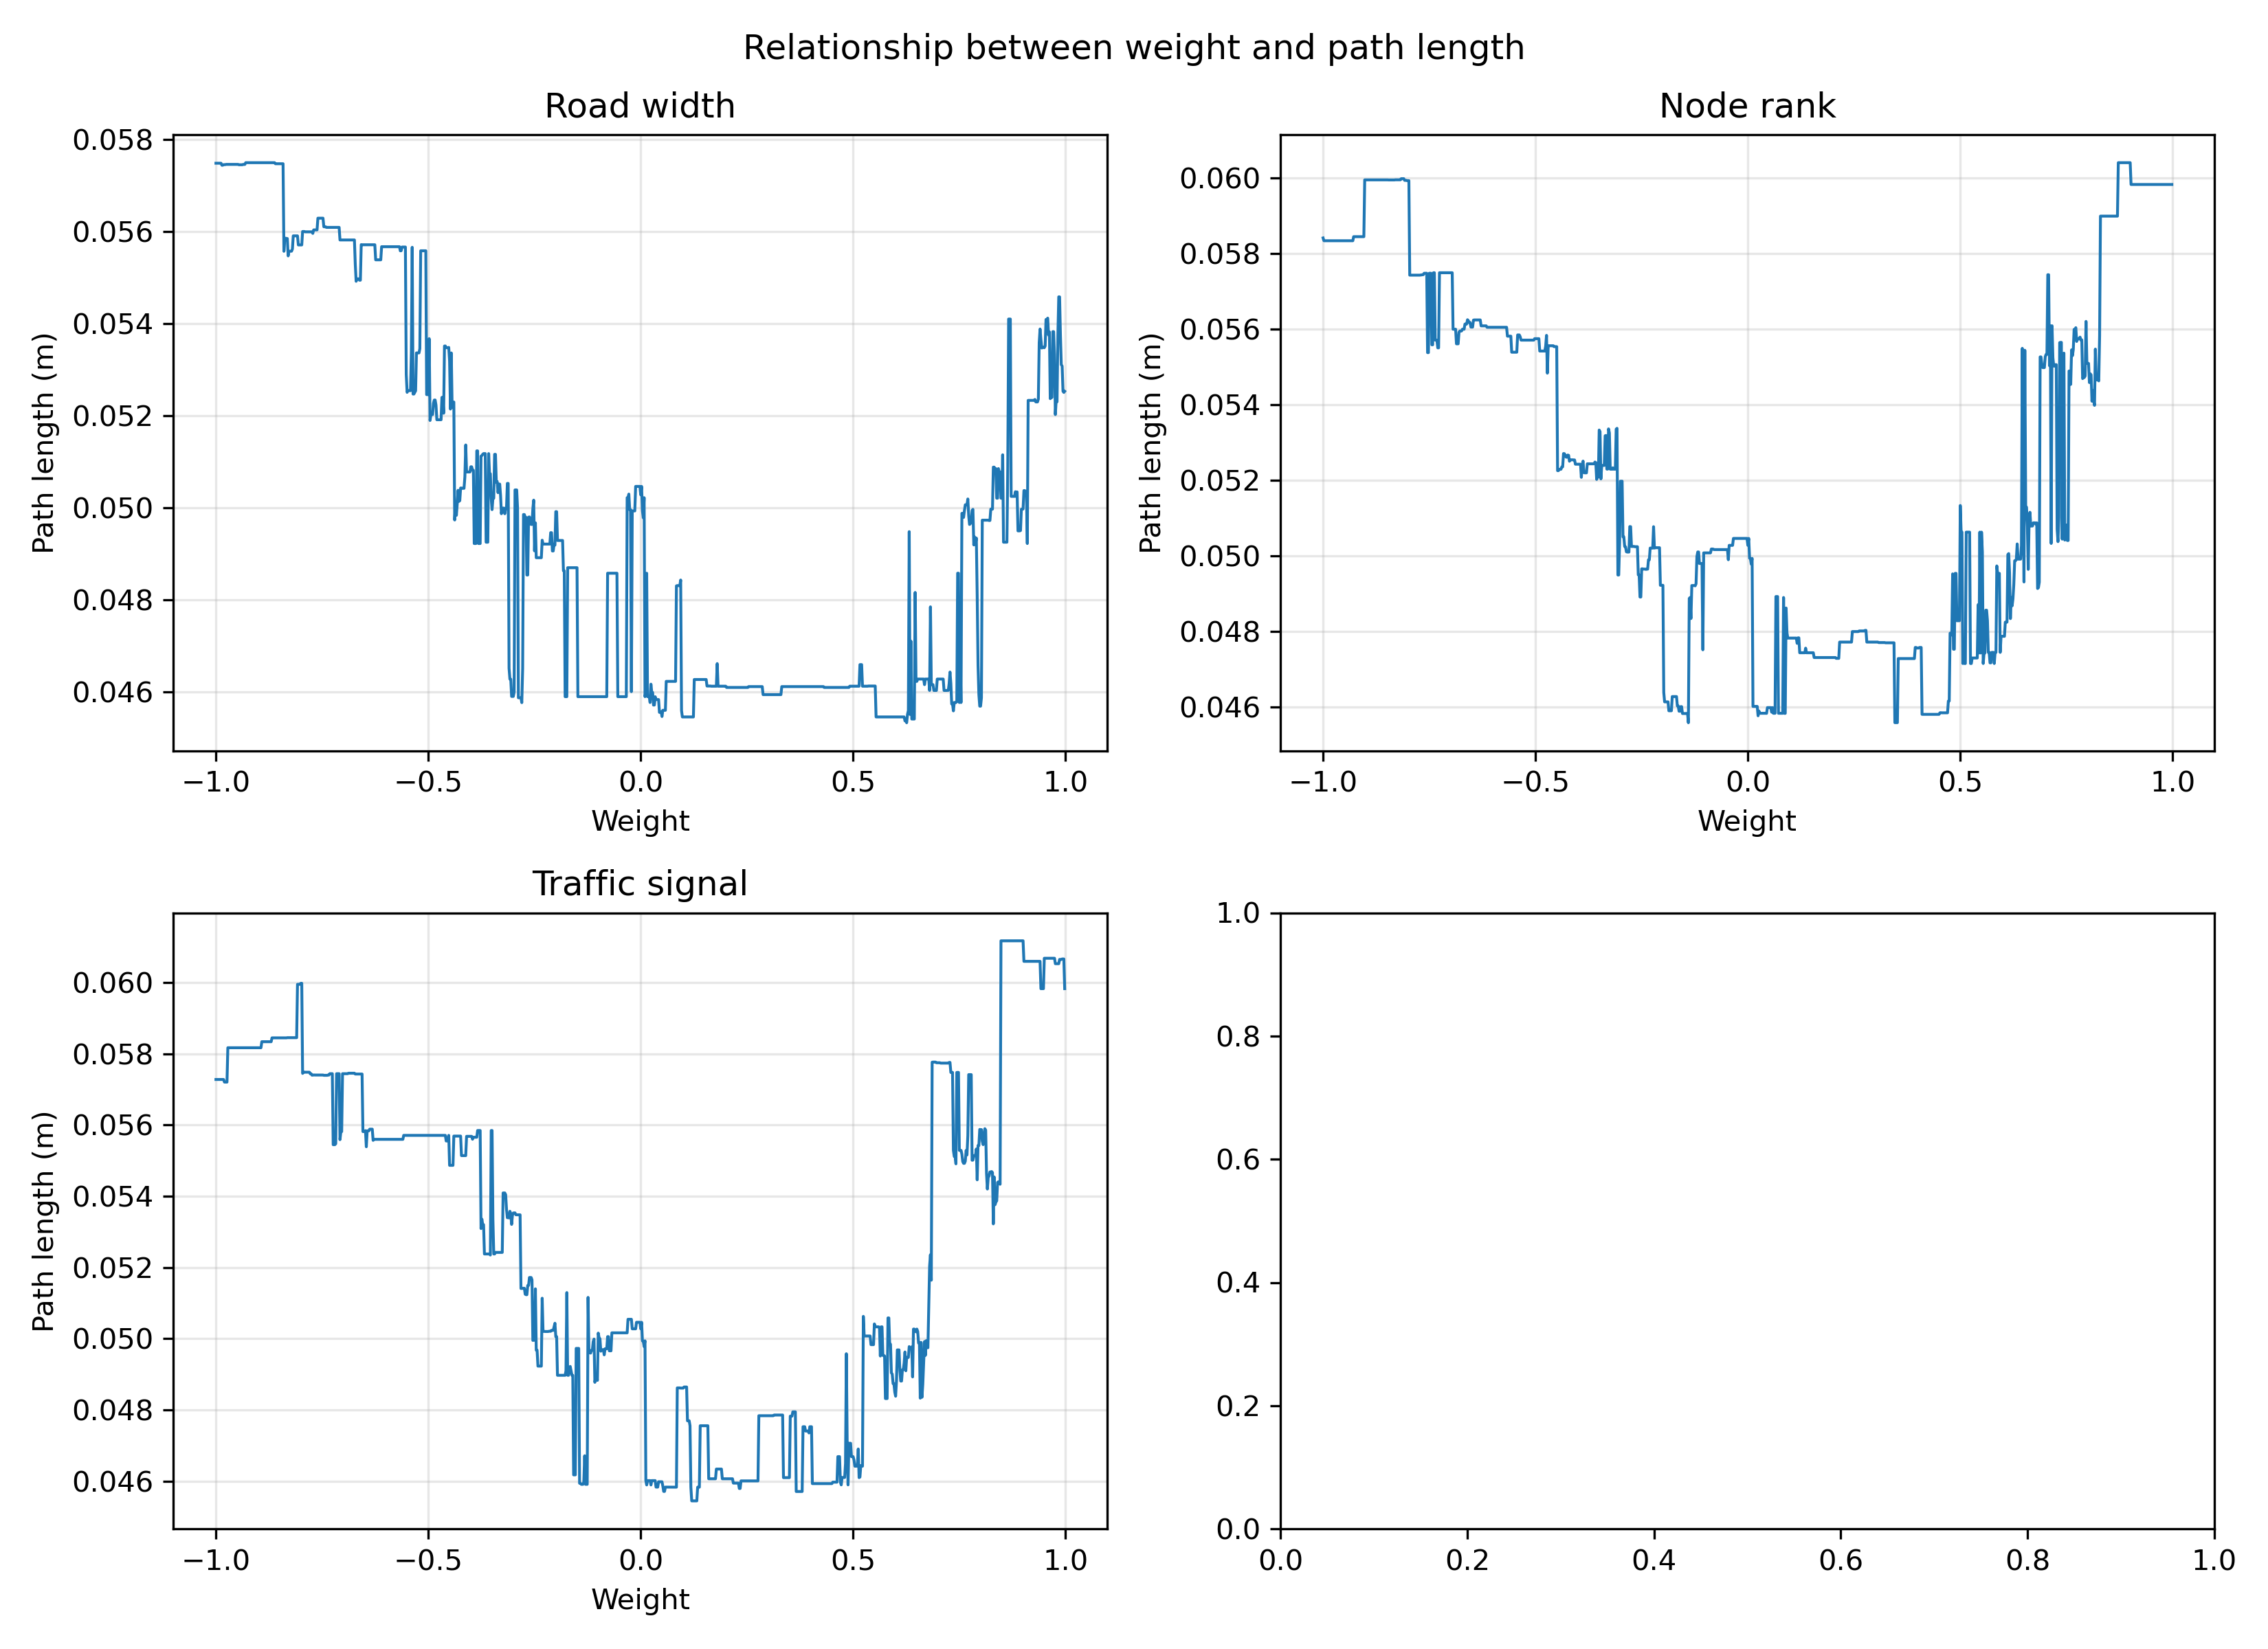 Relationship between weight and path length
Road width
0.058
0.056
0.054
0.052
0.050
0.048
0.046
Path length (m)
−1.0 −0.5 0.0 0.5 1.0
Weight
Node rank
0.060
0.058
0.056
0.054
0.052
0.050
0.048
0.046
Path length (m)
−1.0 −0.5 0.0 0.5 1.0
Weight
Traffic signal
0.060
0.058
0.056
0.054
0.052
0.050
0.048
0.046
Path length (m)
−1.0 −0.5 0.0 0.5 1.0
Weight
1.0
0.8
0.6
0.4
0.2
0.0
0.0 0.2 0.4 0.6 0.8 1.0